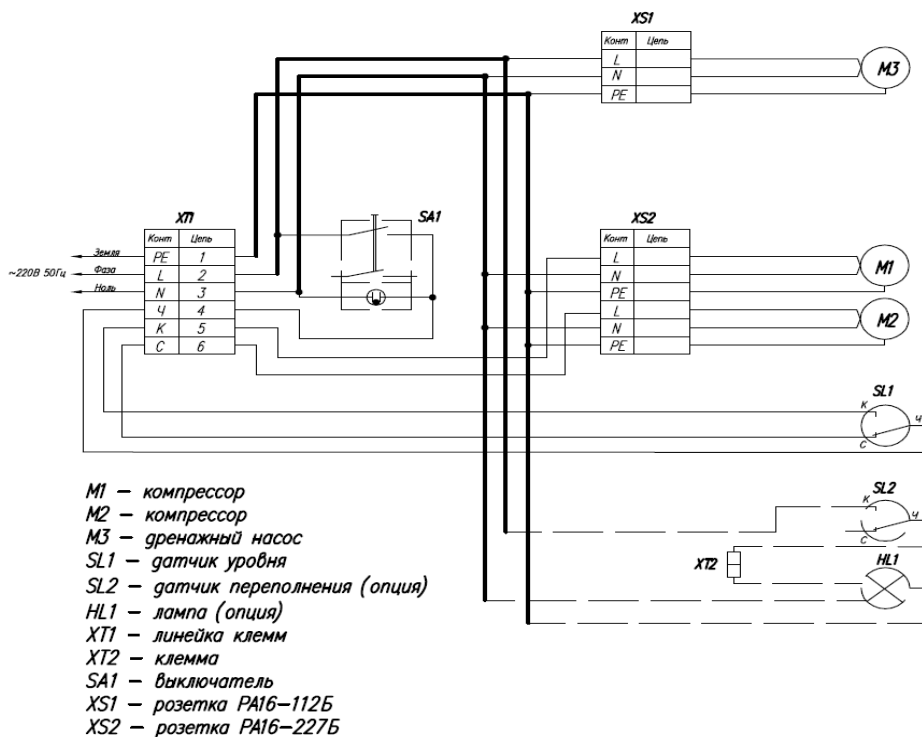 XS1
Конт Цепь
L
N
PE
M3
XT1
Конт Цепь
PE 1
L 2
N 3
Ч 4
К 5
С 6
Земля
~220В 50Гц Фаза
Ноль
SA1
XS2
Конт Цепь
L
N
PE
L
N
PE
M1
M2
SL1
К
С
Ч
SL2
К
С
Ч
XT2
HL1
M1 – компрессор
M2 – компрессор
M3 – дренажный насос
SL1 – датчик уровня
SL2 – датчик переполнения (опция)
HL1 – лампа (опция)
XT1 – линейка клемм
XT2 – клемма
SA1 – выключатель
XS1 – розетка РА16–112Б
XS2 – розетка РА16–227Б